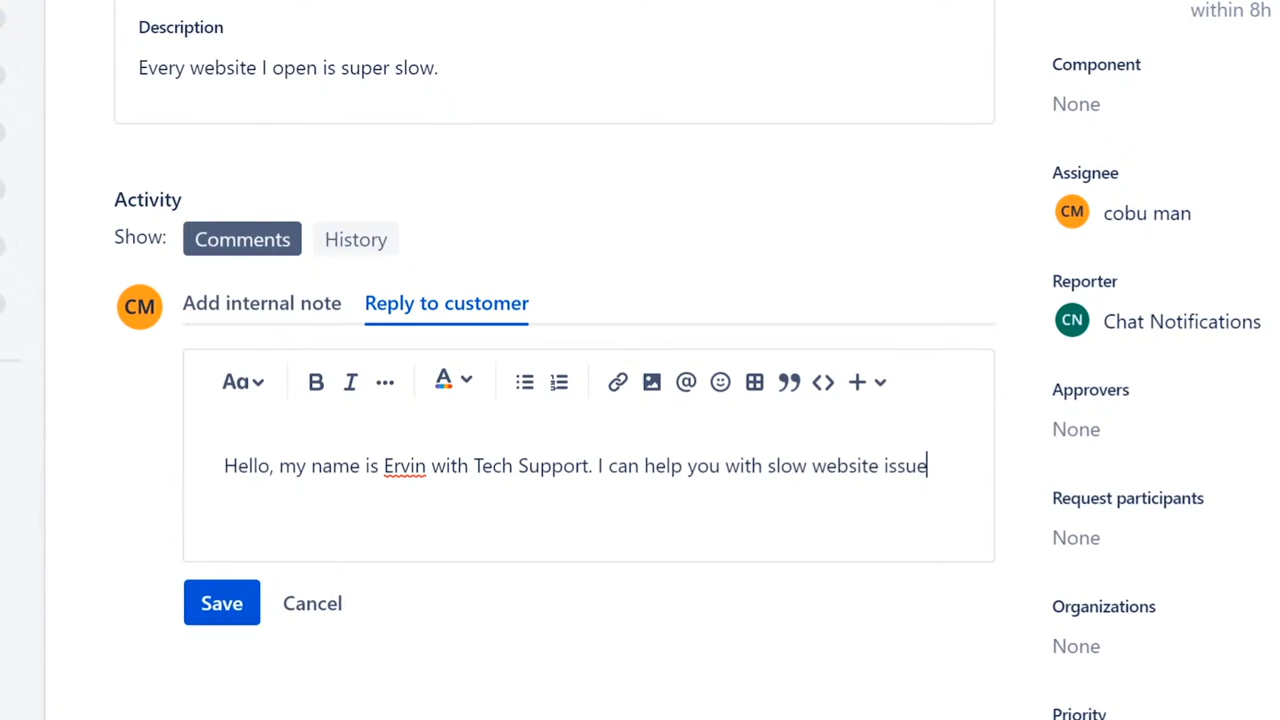 within 8h
Description
Every website I open is super slow.
Component
None
Activity
Assignee
CM cobu man
Show: Comments History
Reporter
CN Chat Notifications
CM Add internal note Reply to customer
Approvers
None
Aa B I ... A @
Hello, my name is Ervin with Tech Support. I can help you with slow website issue
Request participants
None
Save Cancel
Organizations
None
Priority